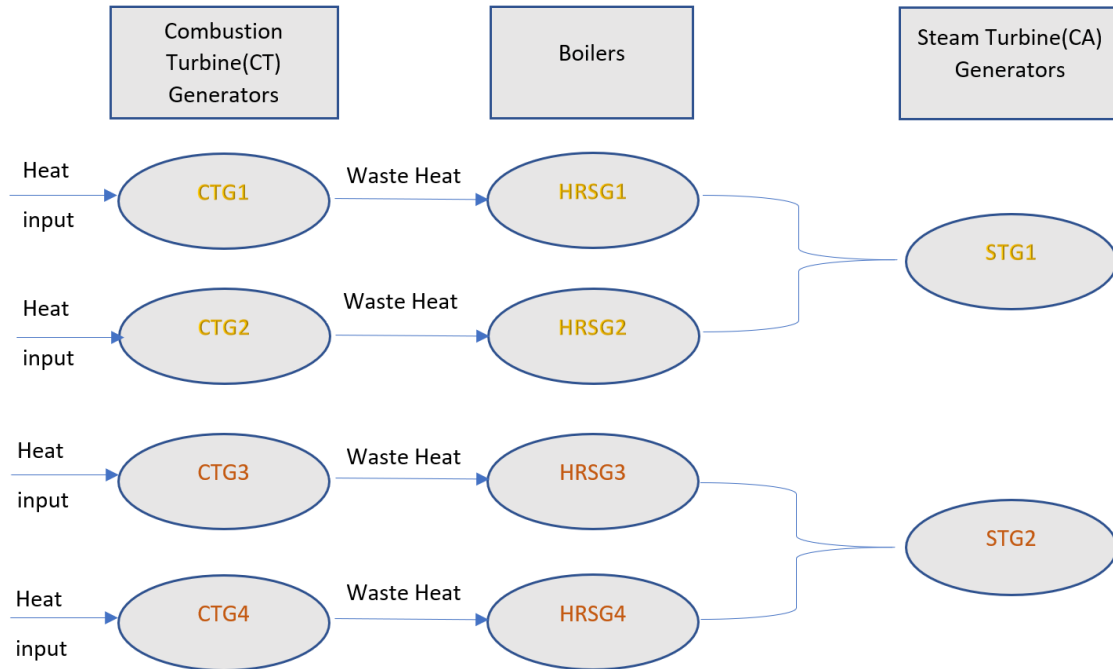 Combustion
Turbine(CT)
Generators
Boilers
Steam Turbine(CA)
Generators
Heat
input
CTG1
Waste Heat
HRSG1
STG1
Heat
input
CTG2
Waste Heat
HRSG2
Heat
input
CTG3
Waste Heat
HRSG3
STG2
Heat
input
CTG4
Waste Heat
HRSG4